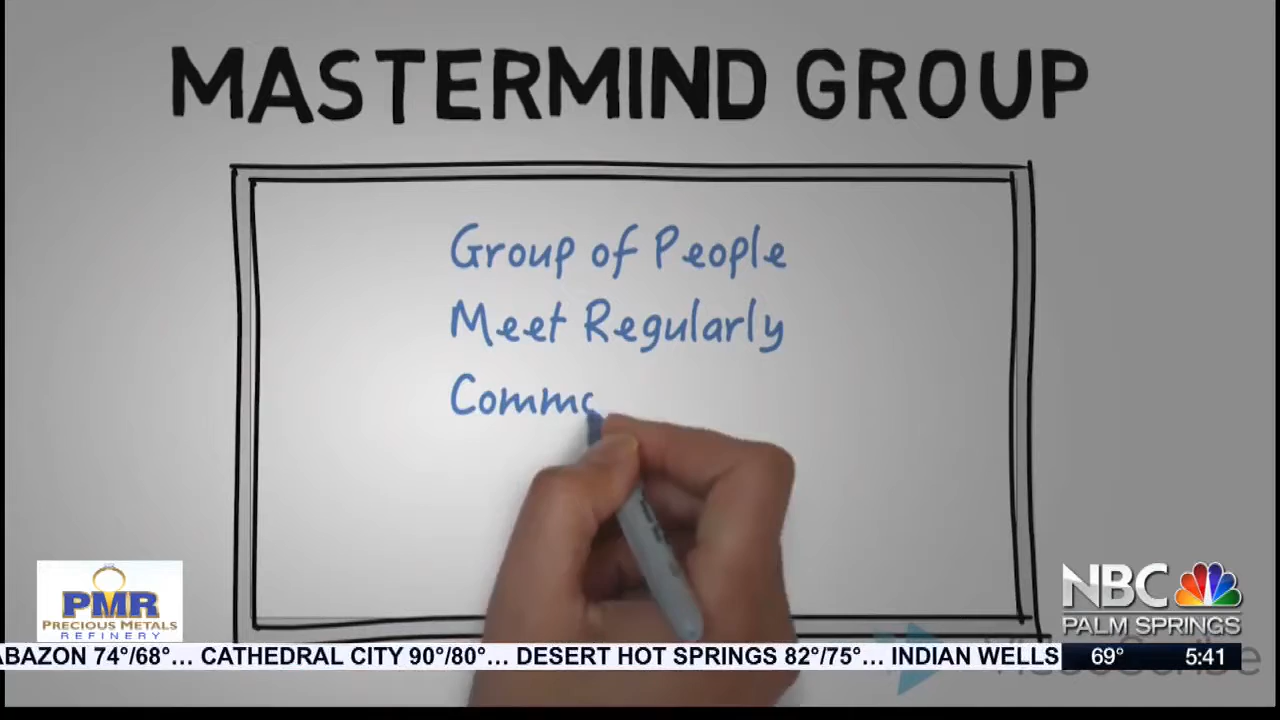 MASTERMIND GROUP
Group of People
Meet Regularly
Commo
PMR
PRECIOUS METALS
REFINERY
NBC
PALM SPRINGS
ABAZON 74°/68°... CATHEDRAL CITY 90°/80°... DESERT HOT SPRINGS 82°/75°... INDIAN WELLS
69° 5:41